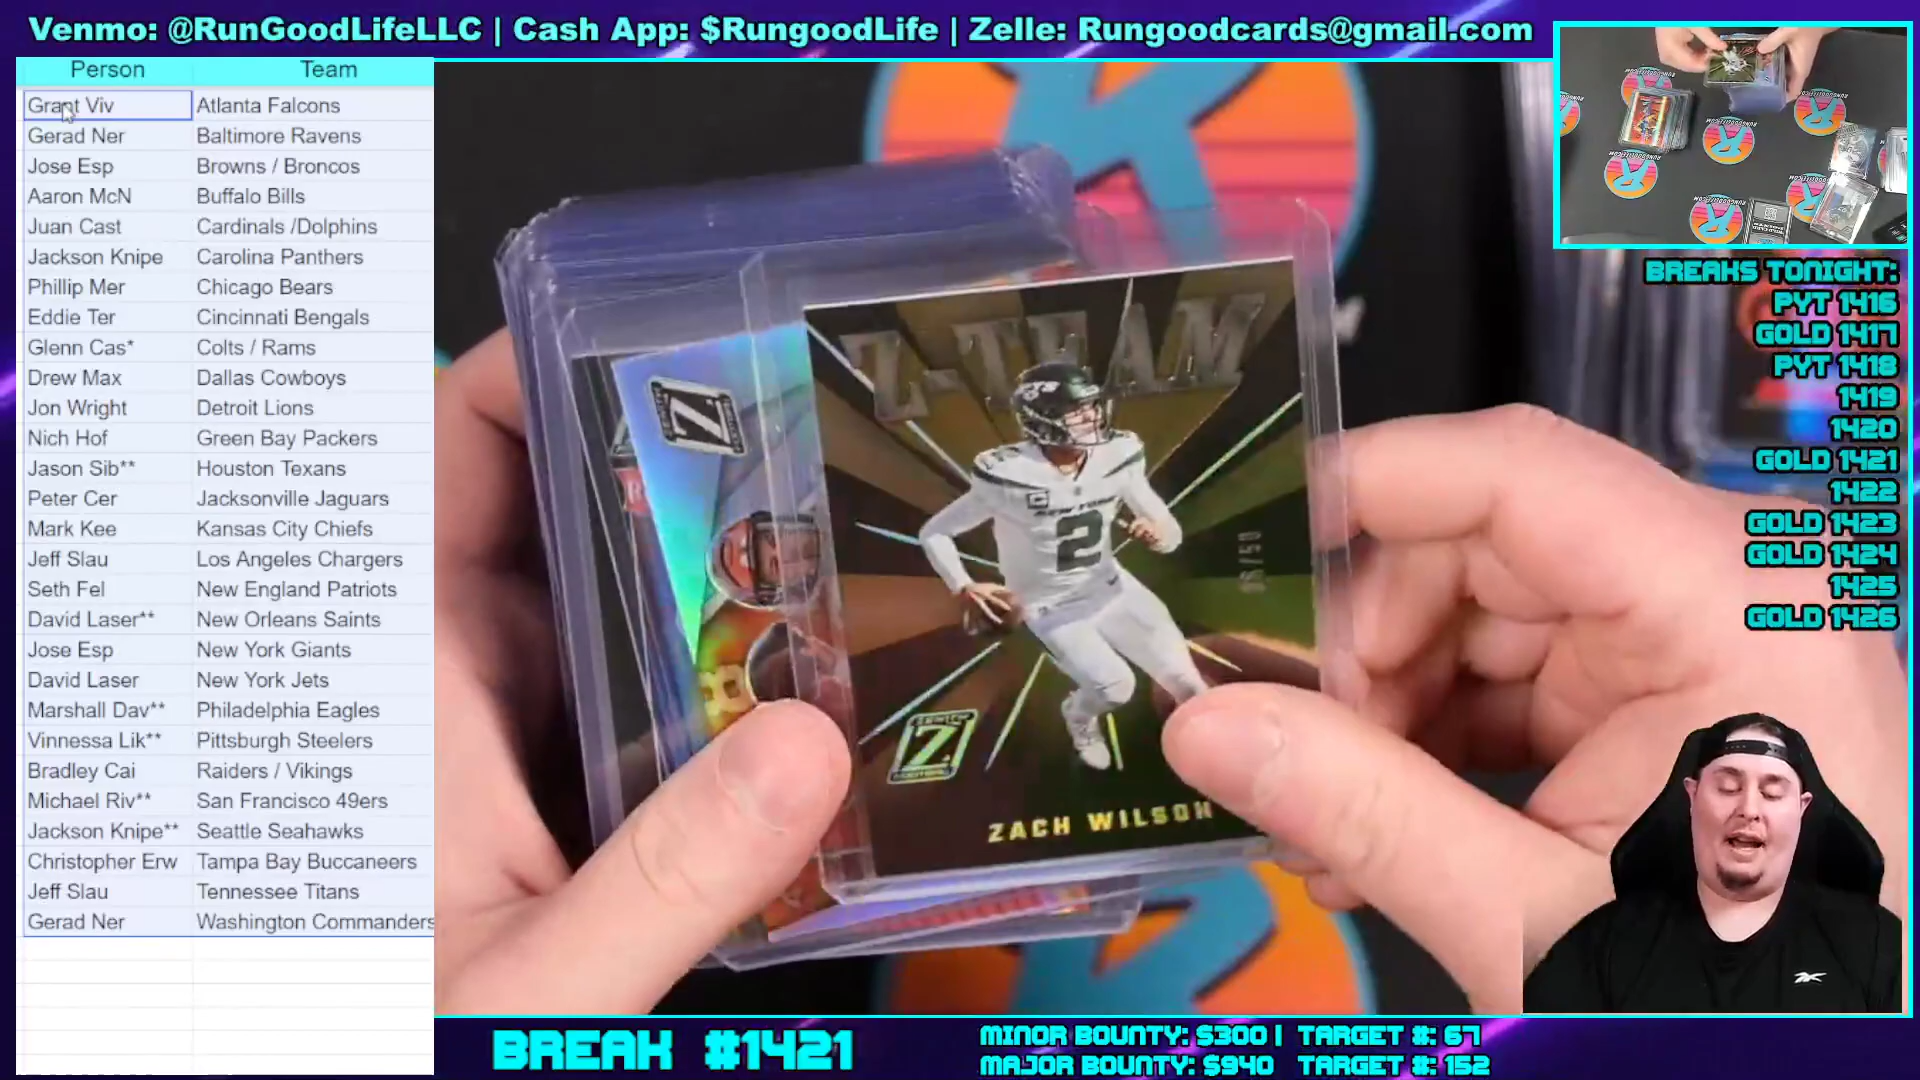 Venmo: @RunGoodLifeLLC | Cash App: $RungoodLife | Zelle: Rungoodcards@gmail.com
Person Team
Grant Viv Atlanta Falcons
Gerad Ner Baltimore Ravens
Jose Esp Browns / Broncos
Aaron McN Buffalo Bills
Juan Cast Cardinals /Dolphins
Jackson Knipe Carolina Panthers
Phillip Mer Chicago Bears
Eddie Ter Cincinnati Bengals
Glenn Cas* Colts / Rams
Drew Max Dallas Cowboys
Jon Wright Detroit Lions
Nich Hof Green Bay Packers
Jason Sib** Houston Texans
Peter Cer Jacksonville Jaguars
Mark Kee Kansas City Chiefs
Jeff Slau Los Angeles Chargers
Seth Fel New England Patriots
David Laser** New Orleans Saints
Jose Esp New York Giants
David Laser New York Jets
Marshall Dav** Philadelphia Eagles
Vinnessa Lik** Pittsburgh Steelers
Bradley Cai Raiders / Vikings
Michael Riv** San Francisco 49ers
Jackson Knipe** Seattle Seahawks
Christopher Erw Tampa Bay Buccaneers
Jeff Slau Tennessee Titans
Gerad Ner Washington Commanders
Z-TEAM
JETS
NEW YORK
2
Z
ZENITH
Z
ZACH WILSON
BREAKS TONIGHT:
PYT 1416
GOLD 1417
PYT 1418
1419
1420
GOLD 1421
1422
GOLD 1423
GOLD 1424
1425
GOLD 1426
BREAK #1421
MINOR BOUNTY: $300 | TARGET #: 67
MAJOR BOUNTY: $940 TARGET #: 152